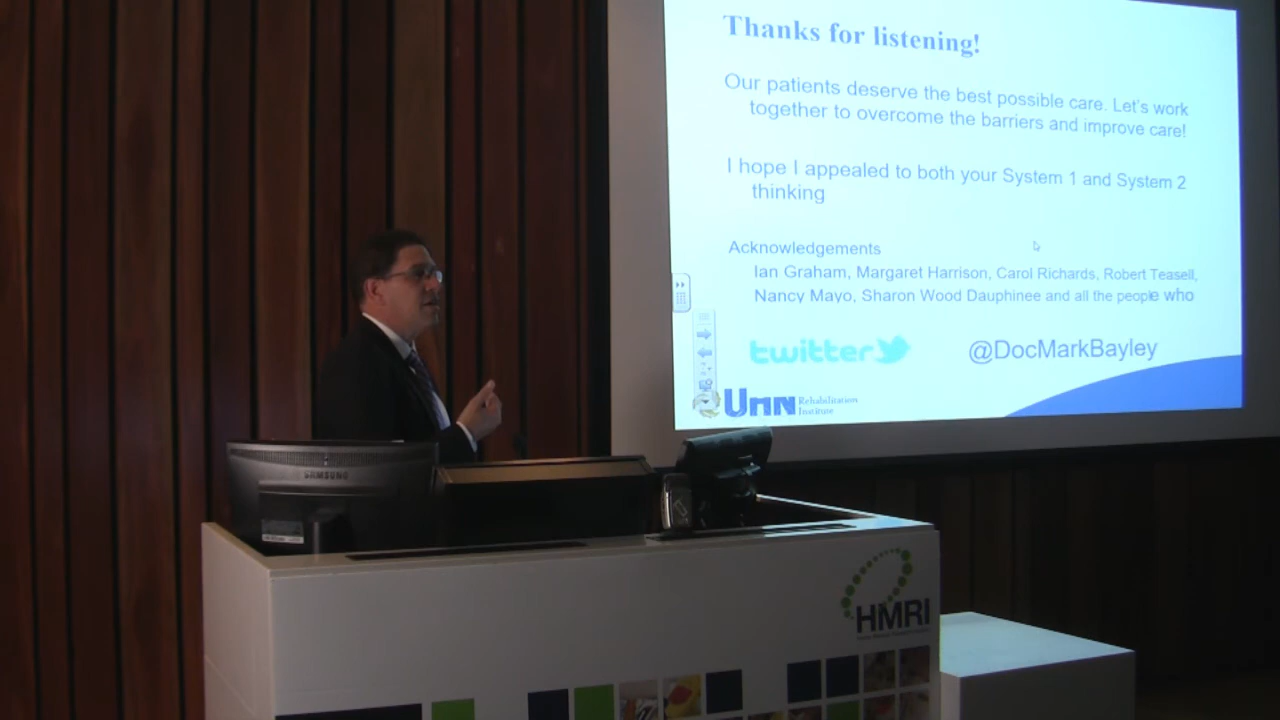 Thanks for listening!
Our patients deserve the best possible care. Let's work
together to overcome the barriers and improve care!
I hope I appealed to both your System 1 and System 2
thinking
Acknowledgements
Ian Graham, Margaret Harrison, Carol Richards, Robert Teasell,
Nancy Mayo, Sharon Wood Dauphinee and all the people who
twitter
@DocMarkBayley
UHN Rehabilitation
Institute
SAMSUNG
HMRI